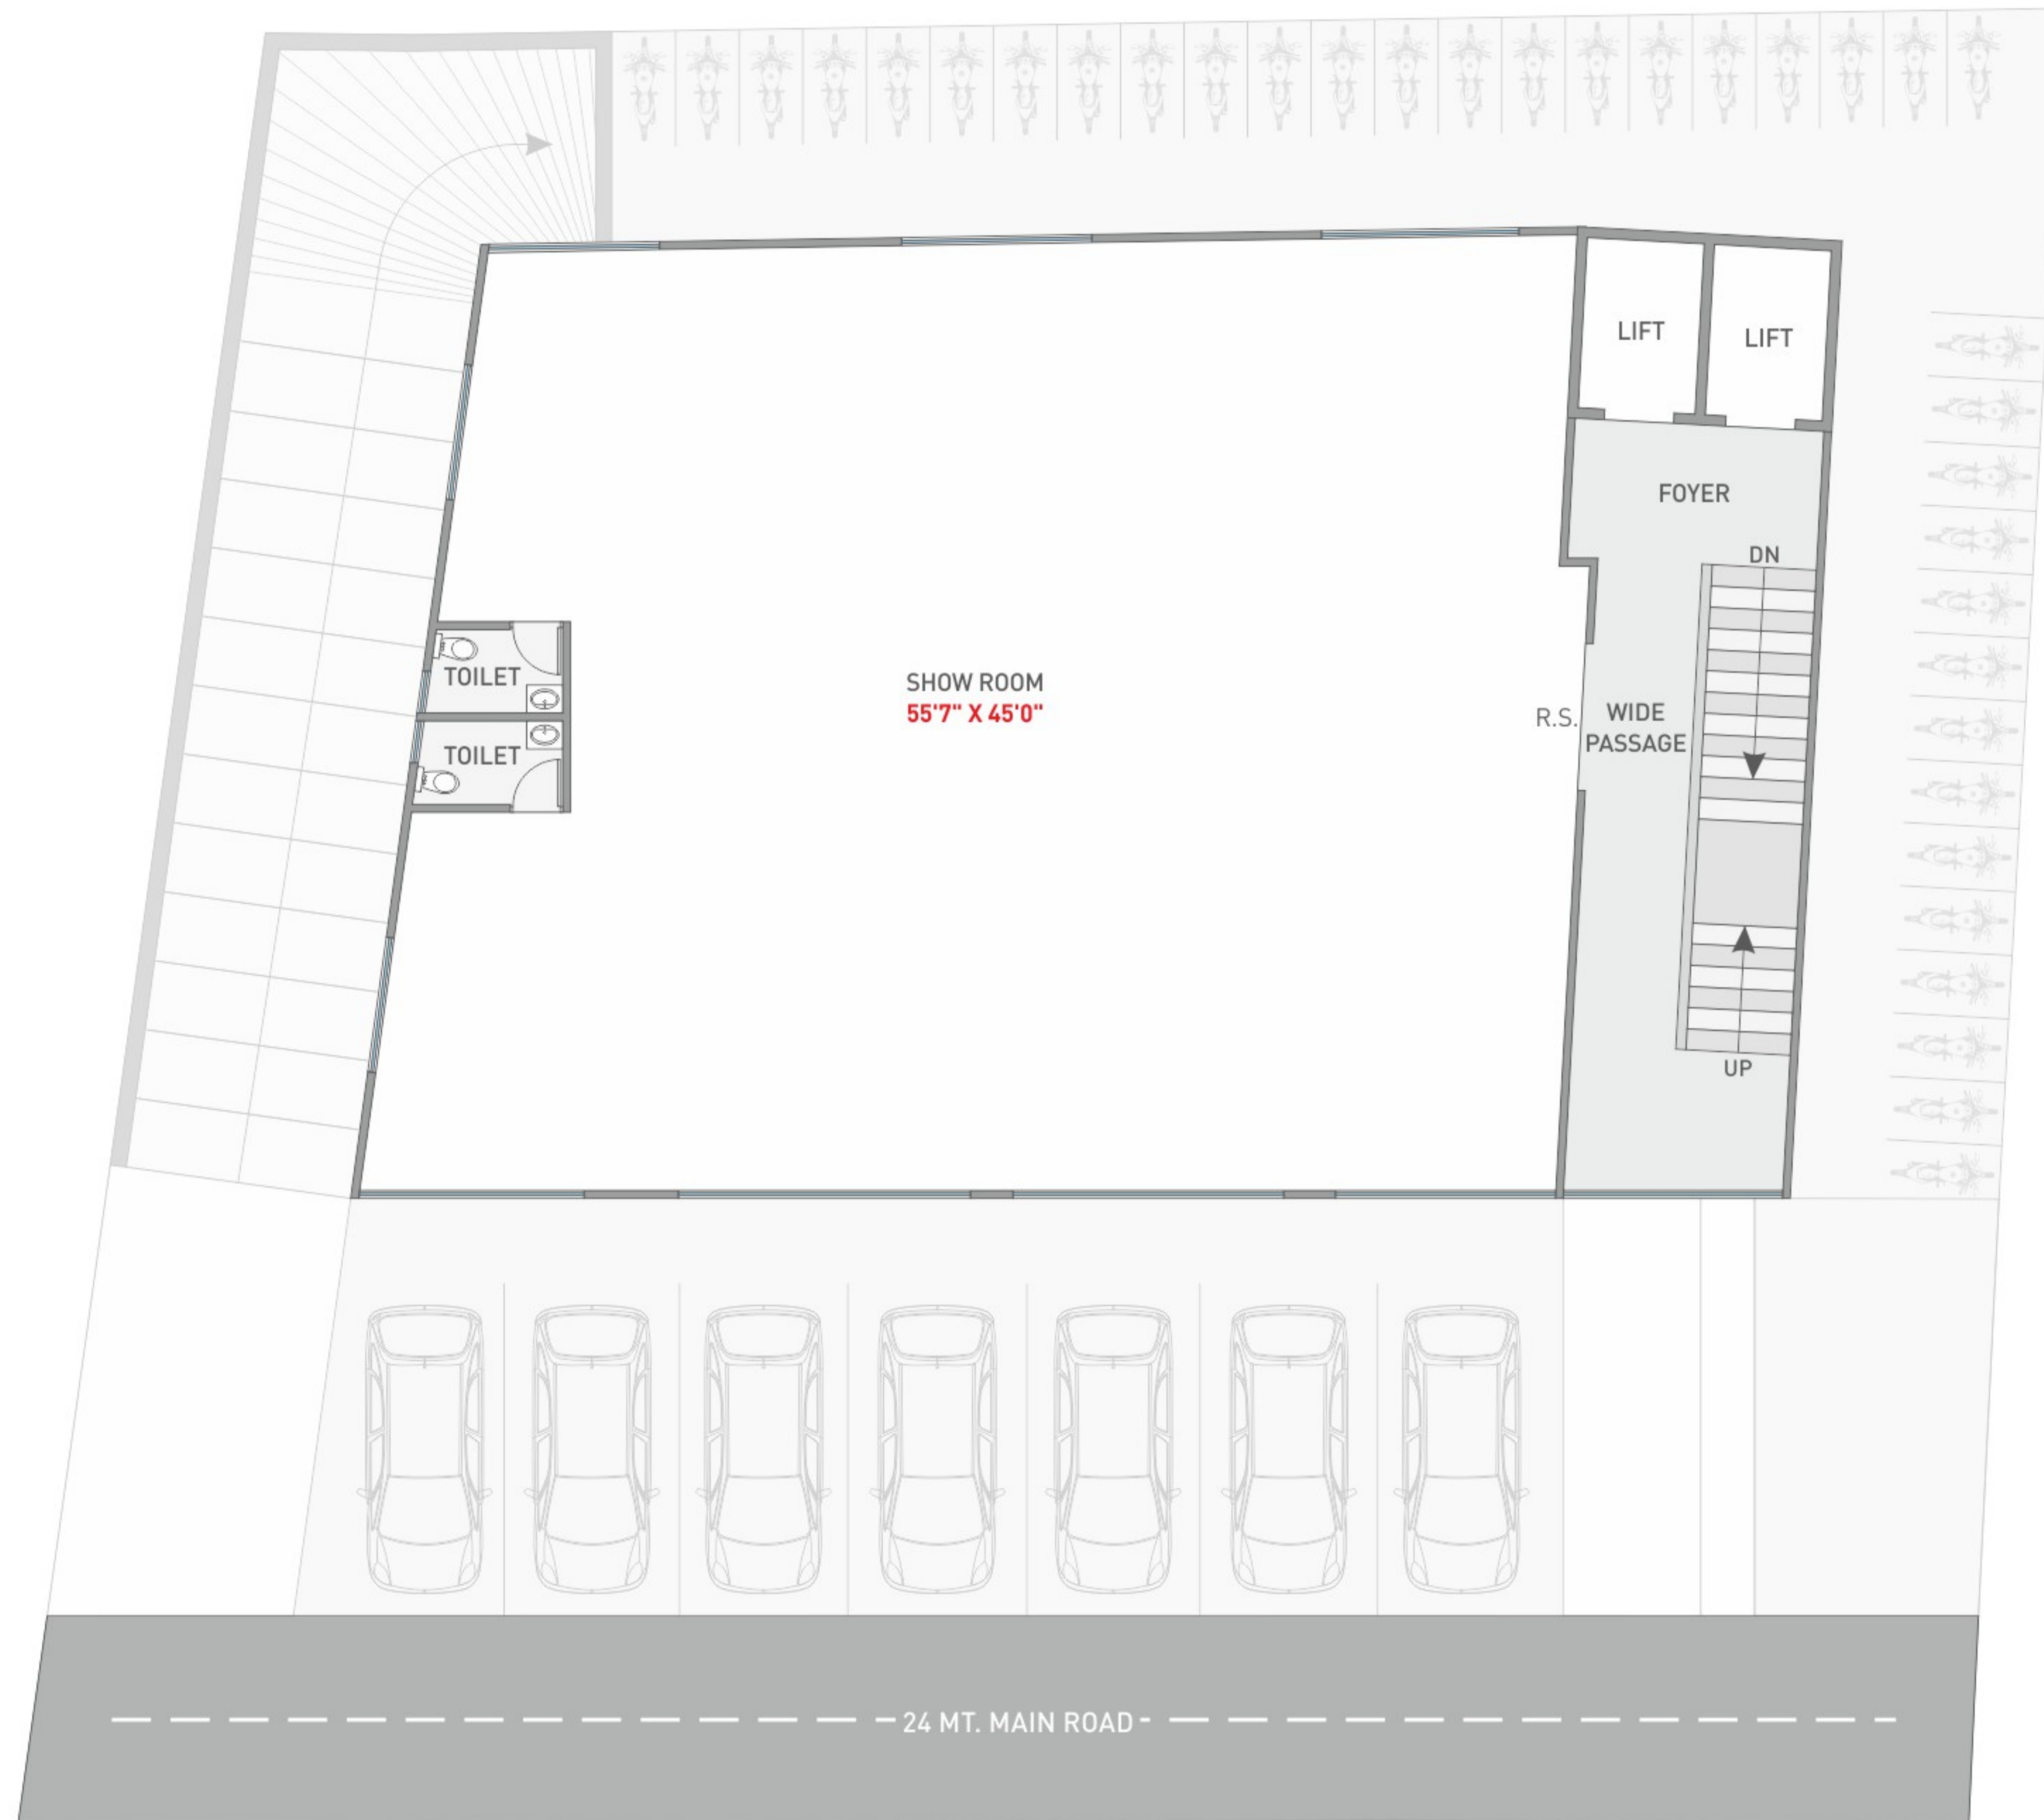 LIFT
LIFT
FOYER
DN
TOILET
SHOW ROOM
55'7" X 45'0"
R.S.
WIDE
PASSAGE
TOILET
UP
24 MT. MAIN ROAD